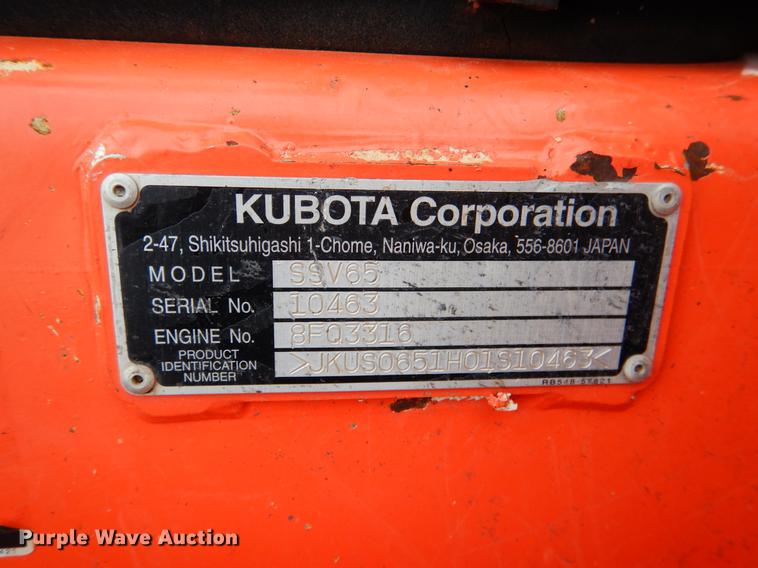 KUBOTA Corporation
2-47, Shikitsuhigashi 1-Chome, Naniwa-ku, Osaka, 556-8601 JAPAN
MODEL SSV65
SERIAL No. 10463
ENGINE No. 8FQ3316
PRODUCT IDENTIFICATION NUMBER >JKUS0651H01S10463<
Purple Wave Auction